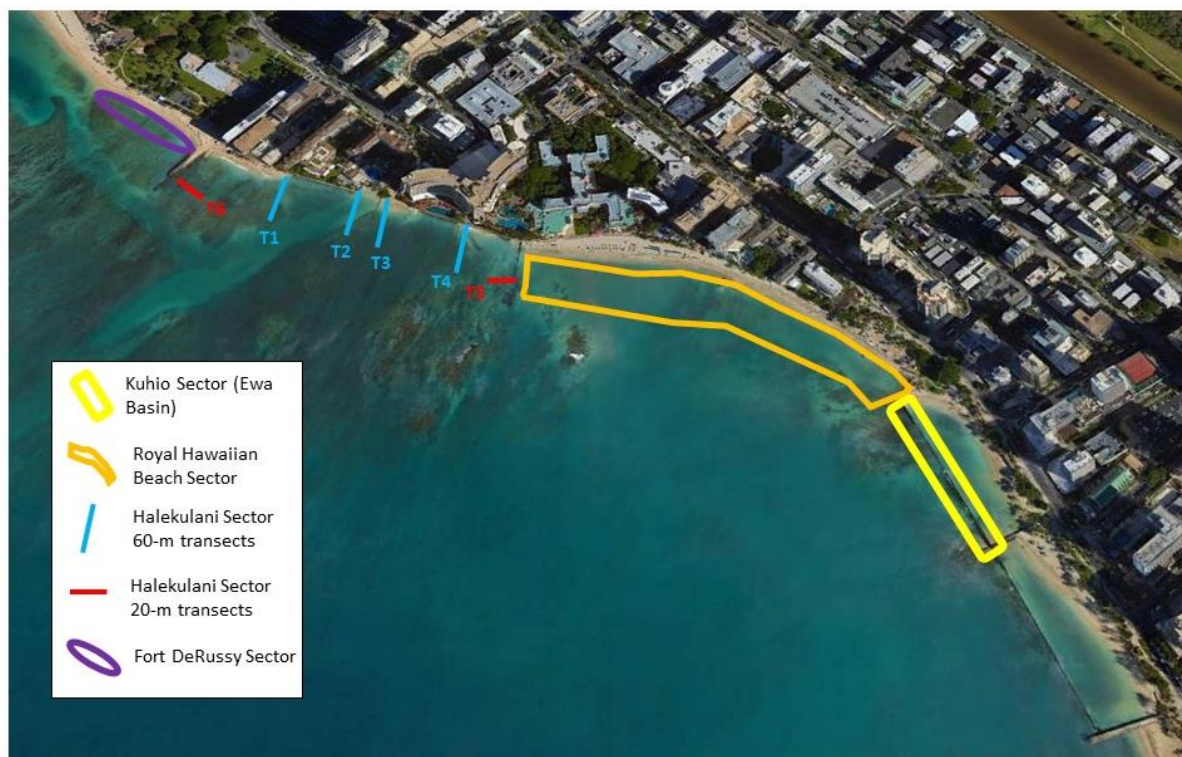 T6
T1
T2
T3
T4
T5
Kuhio Sector (Ewa
Basin)
Royal Hawaiian
Beach Sector
Halekulani Sector
60-m transects
Halekulani Sector
20-m transects
Fort DeRussy Sector